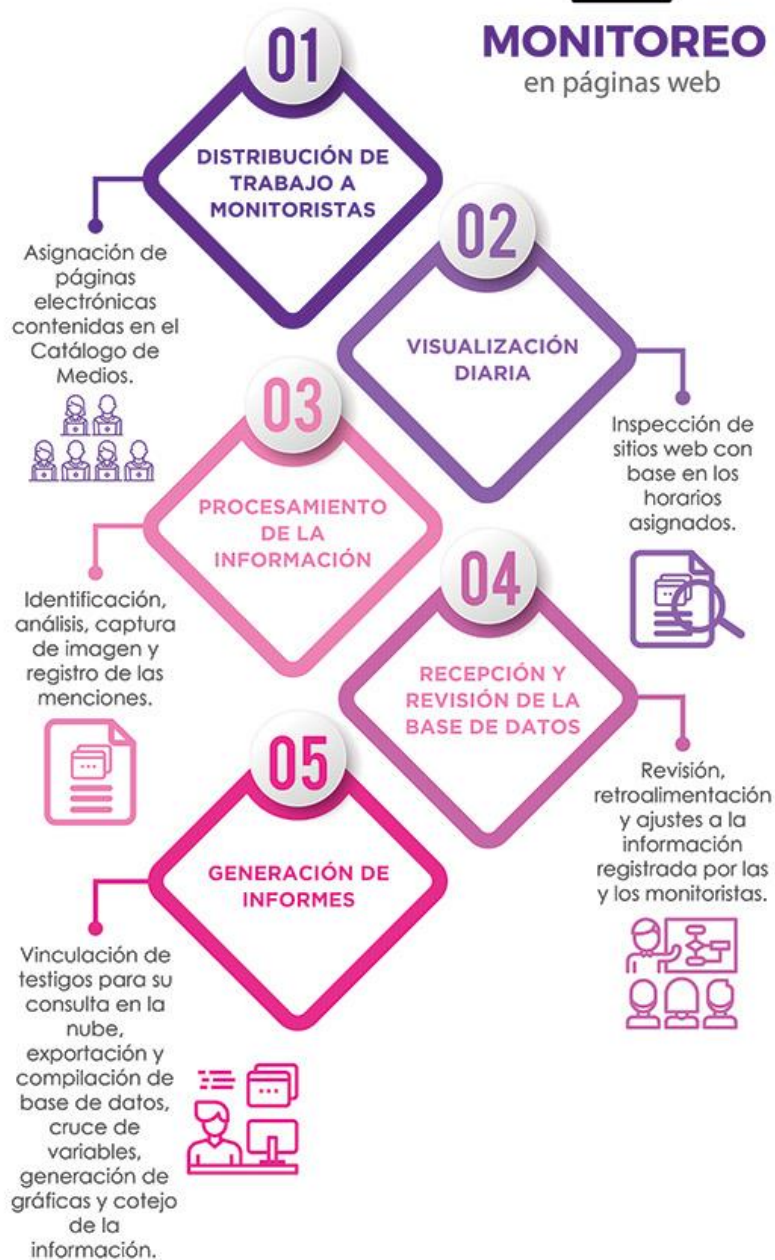 MONITOREO
en páginas web
01
DISTRIBUCIÓN DE
TRABAJO A
MONITORISTAS
Asignación de
páginas
electrónicas
contenidas en el
Catálogo de
Medios.
02
VISUALIZACIÓN
DIARIA
Inspección de
sitios web con
base en los
horarios
asignados.
03
PROCESAMIENTO
DE LA
INFORMACIÓN
Identificación,
análisis, captura
de imagen y
registro de las
menciones.
04
RECEPCIÓN Y
REVISIÓN DE LA
BASE DE DATOS
Revisión,
retroalimentación
y ajustes a la
información
registrada por las
y los monitoristas.
05
GENERACIÓN DE
INFORMES
Vinculación de
testigos para su
consulta en la
nube,
exportación y
compilación de
base de datos,
cruce de
variables,
generación de
gráficas y cotejo
de la
información.